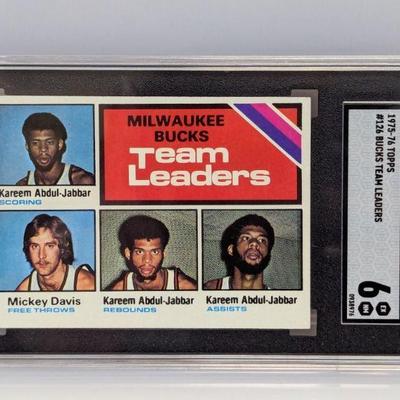 MILWAUKEE
BUCKS
Team
Leaders
Kareem Abdul-Jabbar
SCORING
Mickey Davis
FREE THROWS
Kareem Abdul-Jabbar
REBOUNDS
Kareem Abdul-Jabbar
ASSISTS
1975-76 TOPPS
#126 BUCKS TEAM LEADERS
6
EX
NM